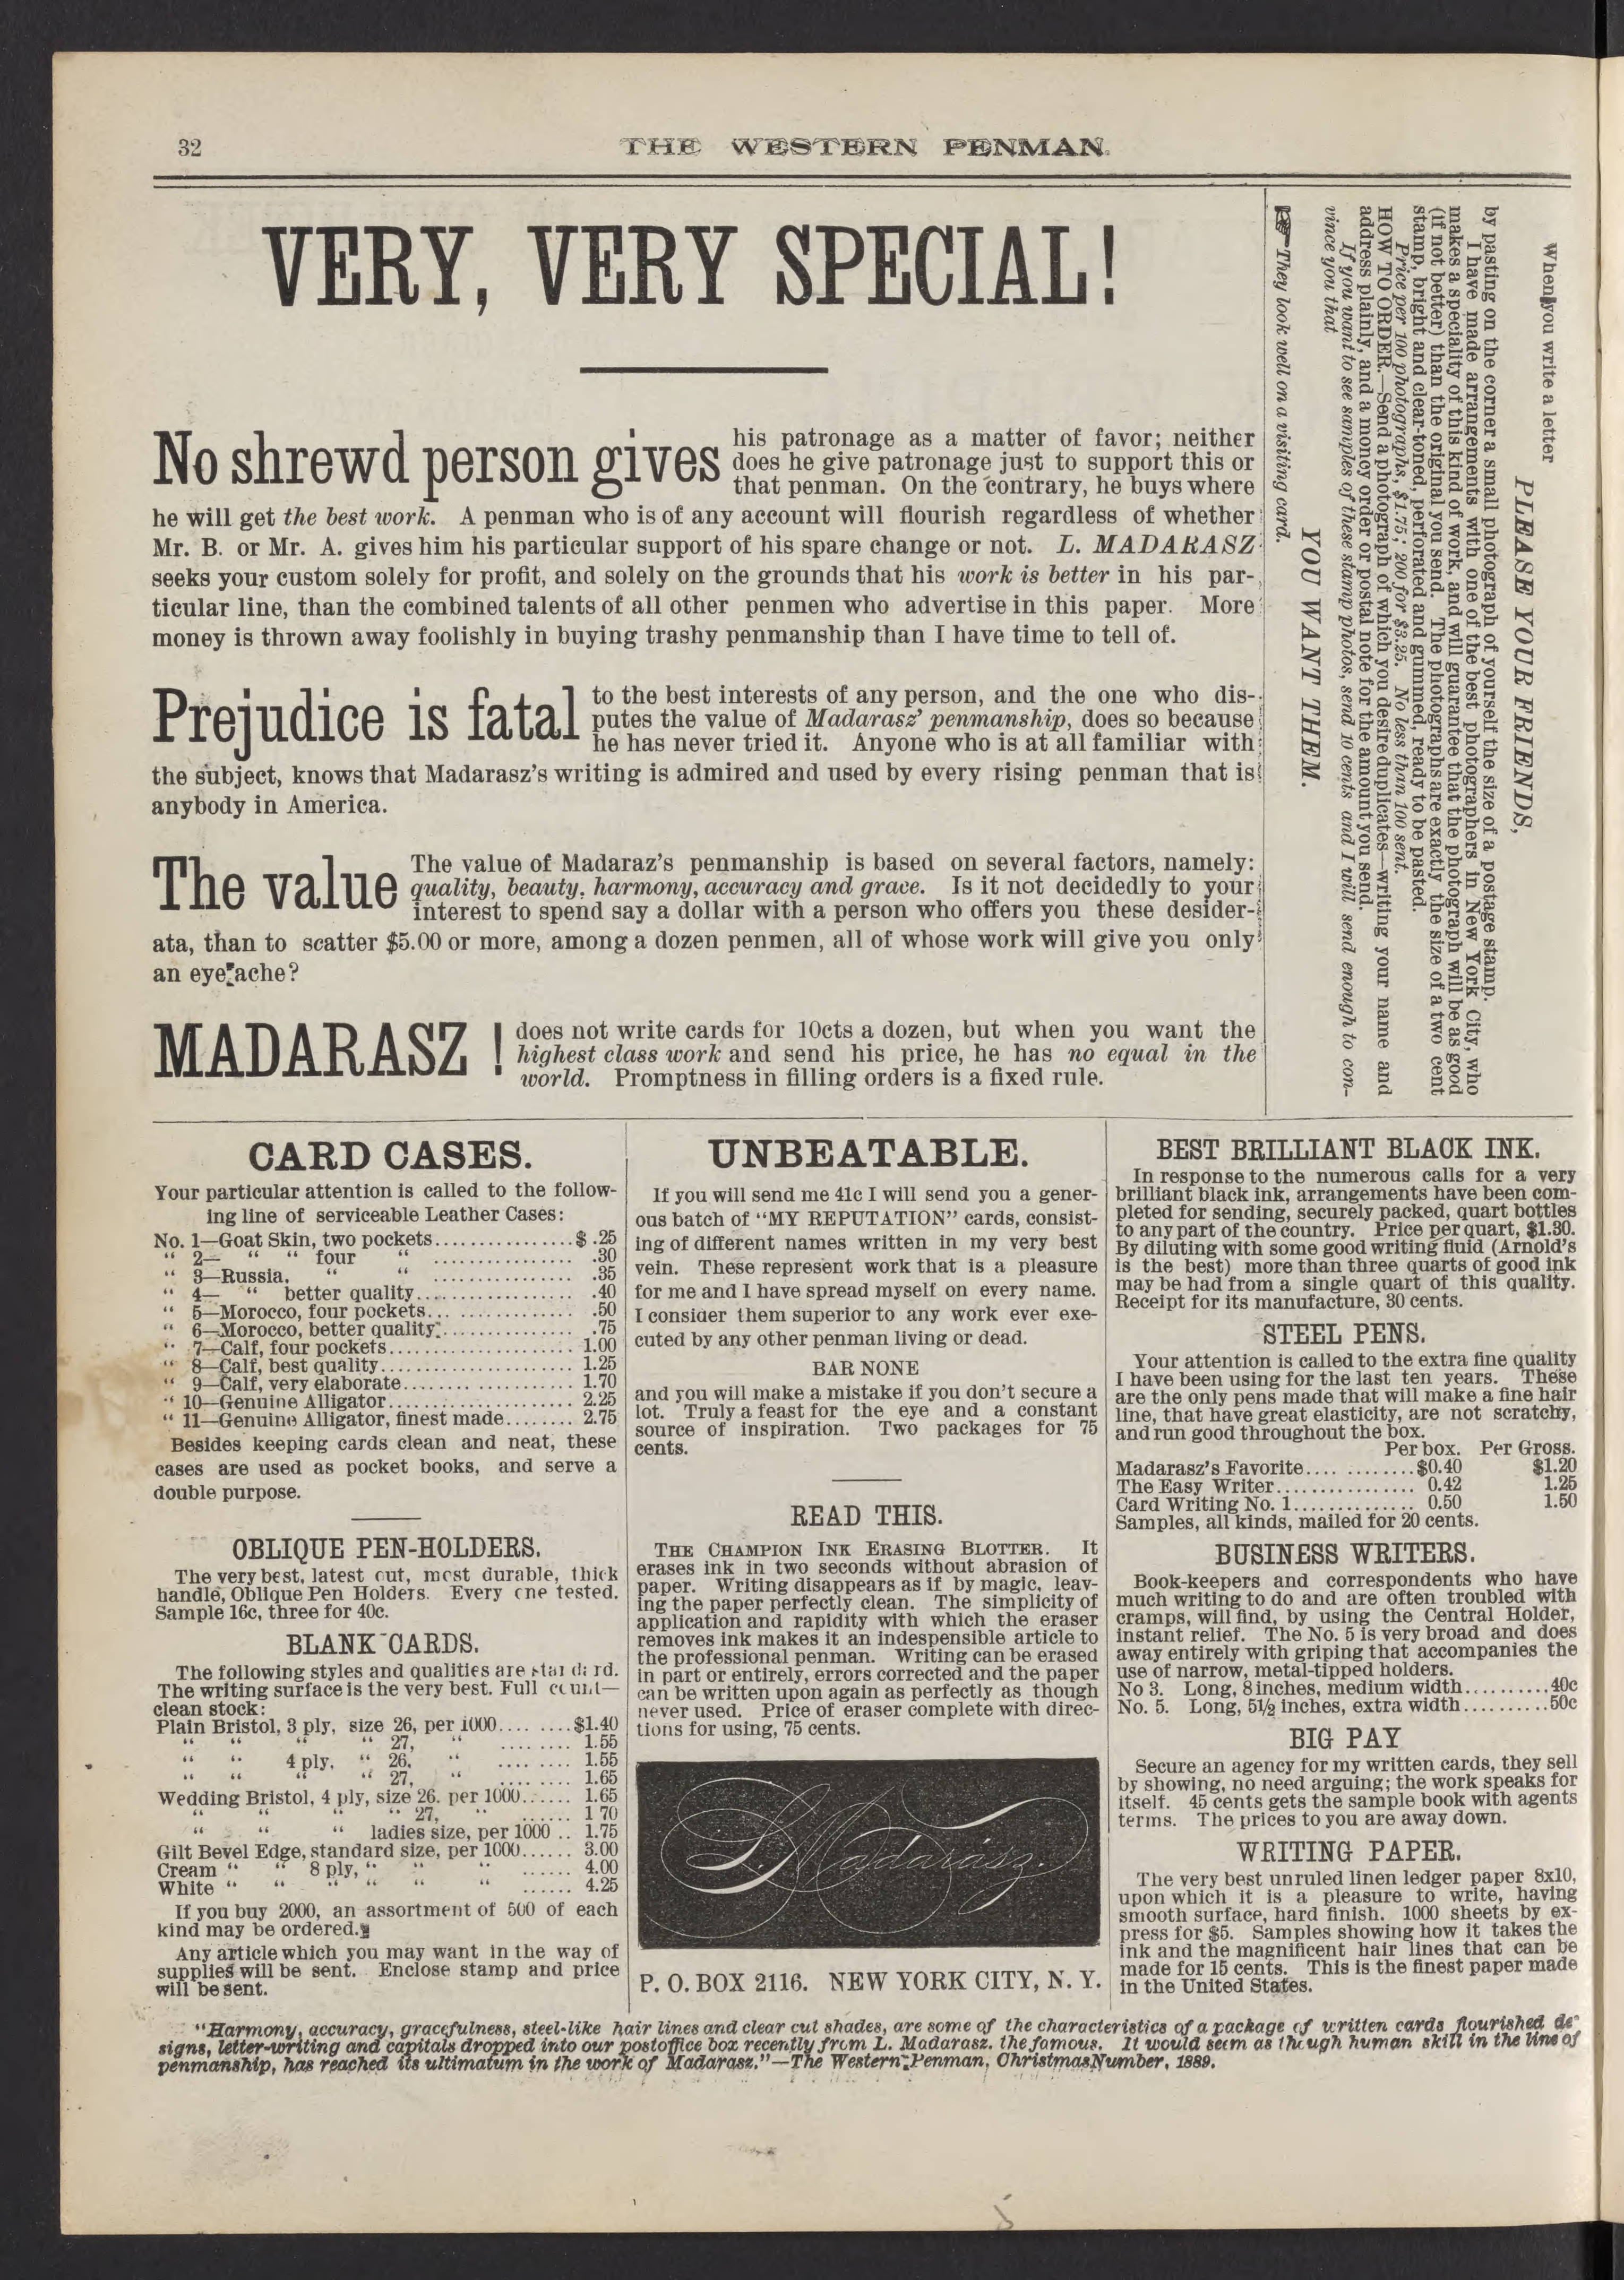 32
THE WESTERN PENMAN.
VERY, VERY SPECIAL!
No shrewd person gives his patronage as a matter of favor; neither
does he give patronage just to support this or
that penman. On the contrary, he buys where
he will get the best work. A penman who is of any account will flourish regardless of whether
Mr. B. or Mr. A. gives him his particular support of his spare change or not. L. MADARASZ
seeks your custom solely for profit, and solely on the grounds that his work is better in his par-
ticular line, than the combined talents of all other penmen who advertise in this paper. More
money is thrown away foolishly in buying trashy penmanship than I have time to tell of.
Prejudice is fatal to the best interests of any person, and the one who dis-
putes the value of Madarasz' penmanship, does so because
he has never tried it. Anyone who is at all familiar with
the subject, knows that Madarasz's writing is admired and used by every rising penman that is
anybody in America.
The value The value of Madaraz's penmanship is based on several factors, namely:
quality, beauty, harmony, accuracy and grace. Is it not decidedly to your
interest to spend say a dollar with a person who offers you these desider-
ata, than to scatter $5.00 or more, among a dozen penmen, all of whose work will give you only
an eye-ache?
MADARASZ! does not write cards for 10cts a dozen, but when you want the
highest class work and send his price, he has no equal in the
world. Promptness in filling orders is a fixed rule.
When you write a letter
PLEASE YOUR FRIENDS,
by pasting on the corner a small photograph of yourself the size of a postage stamp.
I have made arrangements with one of the best photographers in New York City, who
makes a speciality of this kind of work, and will guarantee that the photograph will be as good
(if not better) than the original you send. The photographs are exactly the size of a two cent
stamp, bright and clear-toned, perforated and gummed, ready to be pasted.
Price per 100 photographs, $1.75; 200 for $3.25. No less than 100 sent.
HOW TO ORDER.—Send a photograph of which you desire duplicates—writing your name and
address plainly, and a money order or postal note for the amount you send.
If you want to see samples of these stamp photos, send 10 cents and I will send enough to con-
vince you that
YOU WANT THEM.
☞ They look well on a visiting card.
CARD CASES.
Your particular attention is called to the follow-
ing line of serviceable Leather Cases:
No. 1—Goat Skin, two pockets................$ .25
" 2— " " four " ................ .30
" 3—Russia, " " ................ .35
" 4— " better quality.................. .40
" 5—Morocco, four pockets................. .50
" 6—Morocco, better quality................ .75
" 7—Calf, four pockets...................... 1.00
" 8—Calf, best quality....................... 1.25
" 9—Calf, very elaborate.................... 1.70
" 10—Genuine Alligator...................... 2.25
" 11—Genuine Alligator, finest made........ 2.75
Besides keeping cards clean and neat, these
cases are used as pocket books, and serve a
double purpose.
OBLIQUE PEN-HOLDERS.
The very best, latest cut, most durable, thick
handle, Oblique Pen Holders. Every one tested.
Sample 16c, three for 40c.
BLANK CARDS.
The following styles and qualities are standard.
The writing surface is the very best. Full count—
clean stock:
Plain Bristol, 3 ply, size 26, per 1000.........$1.40
" " " " 27, " ........ 1.55
" " 4 ply, " 26, " ........ 1.55
" " " " 27, " ........ 1.65
Wedding Bristol, 4 ply, size 26. per 1000...... 1.65
" " " " 27, " ...... 1 70
" " " ladies size, per 1000 .. 1.75
Gilt Bevel Edge, standard size, per 1000...... 3.00
Cream " " 8 ply, " " " ...... 4.00
White " " " " " " ...... 4.25
If you buy 2000, an assortment of 500 of each
kind may be ordered.
Any article which you may want in the way of
supplies will be sent. Enclose stamp and price
will be sent.
UNBEATABLE.
If you will send me 41c I will send you a gener-
ous batch of "MY REPUTATION" cards, consist-
ing of different names written in my very best
vein. These represent work that is a pleasure
for me and I have spread myself on every name.
I consider them superior to any work ever exe-
cuted by any other penman living or dead.
BAR NONE
and you will make a mistake if you don't secure a
lot. Truly a feast for the eye and a constant
source of inspiration. Two packages for 75
cents.
READ THIS.
THE CHAMPION INK ERASING BLOTTER. It
erases ink in two seconds without abrasion of
paper. Writing disappears as if by magic, leav-
ing the paper perfectly clean. The simplicity of
application and rapidity with which the eraser
removes ink makes it an indespensible article to
the professional penman. Writing can be erased
in part or entirely, errors corrected and the paper
can be written upon again as perfectly as though
never used. Price of eraser complete with direc-
tions for using, 75 cents.
L. Madarasz.
P. O. BOX 2116. NEW YORK CITY, N. Y.
BEST BRILLIANT BLACK INK.
In response to the numerous calls for a very
brilliant black ink, arrangements have been com-
pleted for sending, securely packed, quart bottles
to any part of the country. Price per quart, $1.30.
By diluting with some good writing fluid (Arnold's
is the best) more than three quarts of good ink
may be had from a single quart of this quality.
Receipt for its manufacture, 30 cents.
STEEL PENS.
Your attention is called to the extra fine quality
I have been using for the last ten years. These
are the only pens made that will make a fine hair
line, that have great elasticity, are not scratchy,
and run good throughout the box.
Per box. Per Gross.
Madarasz's Favorite.... ........$0.40 $1.20
The Easy Writer................ 0.42 1.25
Card Writing No. 1.............. 0.50 1.50
Samples, all kinds, mailed for 20 cents.
BUSINESS WRITERS.
Book-keepers and correspondents who have
much writing to do and are often troubled with
cramps, will find, by using the Central Holder,
instant relief. The No. 5 is very broad and does
away entirely with griping that accompanies the
use of narrow, metal-tipped holders.
No 3. Long, 8 inches, medium width..........40c
No. 5. Long, 5½ inches, extra width..........50c
BIG PAY
Secure an agency for my written cards, they sell
by showing, no need arguing; the work speaks for
itself. 45 cents gets the sample book with agents
terms. The prices to you are away down.
WRITING PAPER.
The very best unruled linen ledger paper 8x10,
upon which it is a pleasure to write, having
smooth surface, hard finish. 1000 sheets by ex-
press for $5. Samples showing how it takes the
ink and the magnificent hair lines that can be
made for 15 cents. This is the finest paper made
in the United States.
"Harmony, accuracy, gracefulness, steel-like hair lines and clear cut shades, are some of the characteristics of a package of written cards flourished de-
signs, letter-writing and capitals dropped into our postoffice box recently from L. Madarasz. the famous. It would seem as though human skill in the line of
penmanship, has reached its ultimatum in the work of Madarasz."—The Western Penman, Christmas Number, 1889.